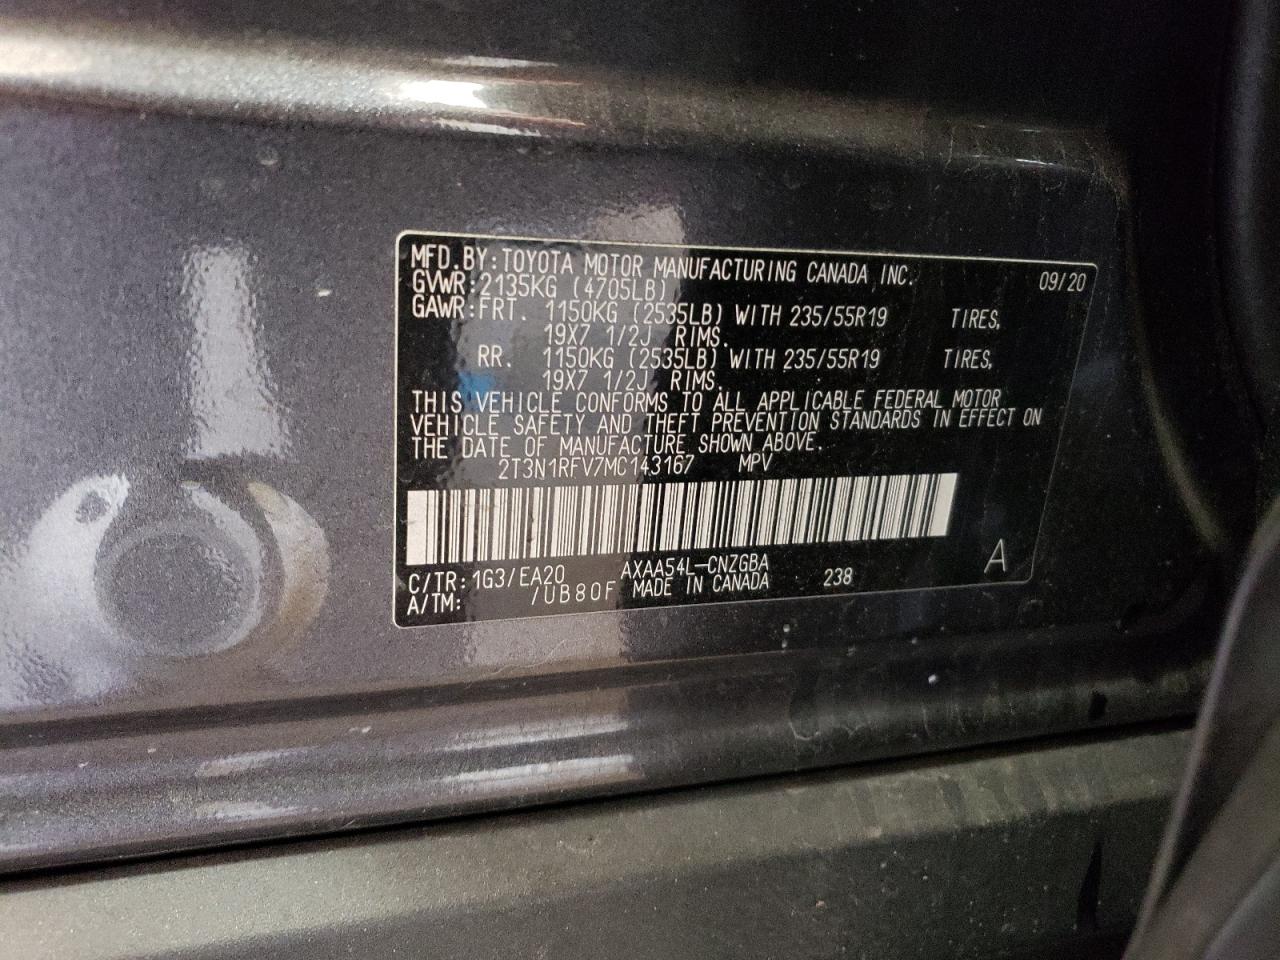 MFD. BY: TOYOTA MOTOR MANUFACTURING CANADA, INC. 09/20
GVWR: 2135KG (4705LB)
GAWR: FRT. 1150KG (2535LB) WITH 235/55R19 TIRES,
19X7 1/2J RIMS.
RR. 1150KG (2535LB) WITH 235/55R19 TIRES,
19X7 1/2J RIMS.
THIS VEHICLE CONFORMS TO ALL APPLICABLE FEDERAL MOTOR
VEHICLE SAFETY AND THEFT PREVENTION STANDARDS IN EFFECT ON
THE DATE OF MANUFACTURE SHOWN ABOVE.
2T3N1RFV7MC143167 MPV
C/TR: 1G3/EA20 AXAA54L-CNZGBA 238 A
A/TM: /UB80F MADE IN CANADA